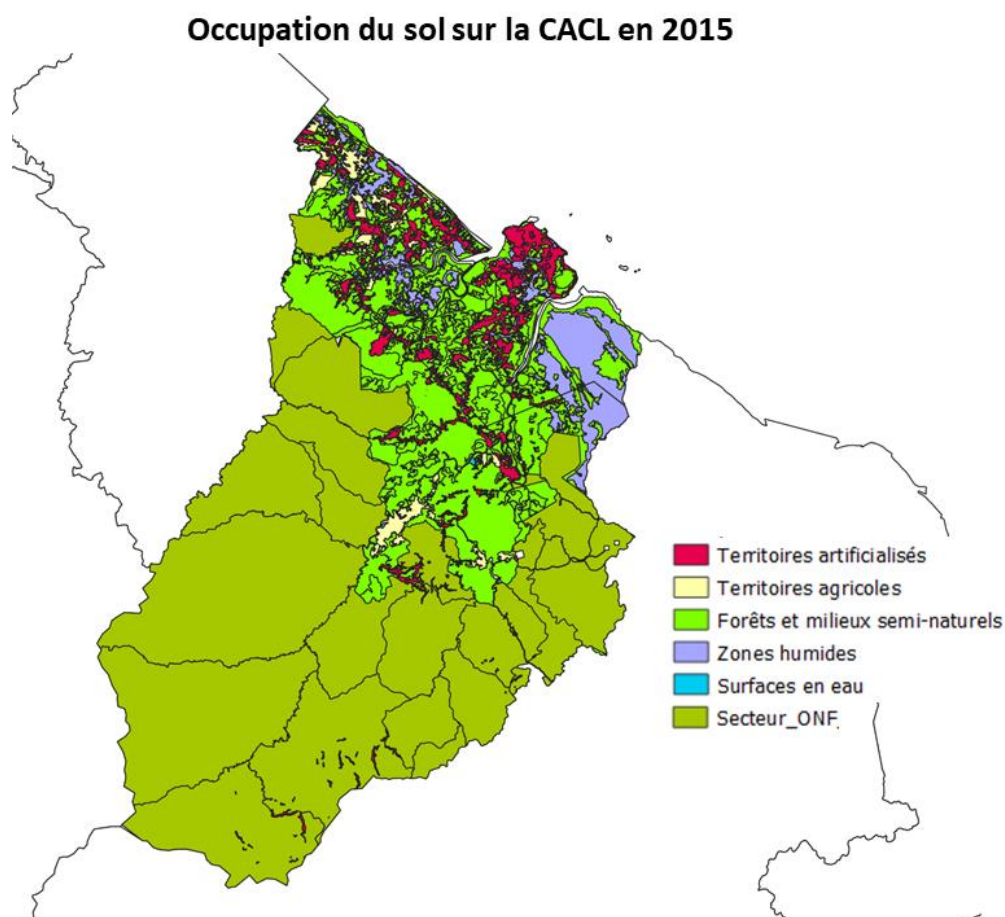 Occupation du sol sur la CACL en 2015
Territoires artificialisés
Territoires agricoles
Forêts et milieux semi-naturels
Zones humides
Surfaces en eau
Secteur_ONF